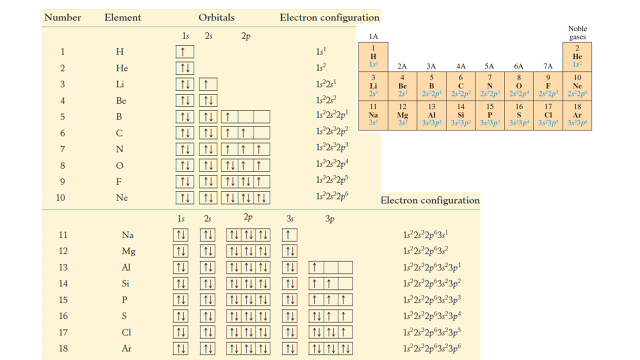 Number Element Orbitals Electron configuration
1s 2s 2p
1 H ↑ 1s¹
2 He ↑↓ 1s²
3 Li ↑↓ ↑ 1s²2s¹
4 Be ↑↓ ↑↓ 1s²2s²
5 B ↑↓ ↑↓ ↑ 1s²2s²2p¹
6 C ↑↓ ↑↓ ↑ ↑ 1s²2s²2p²
7 N ↑↓ ↑↓ ↑ ↑ ↑ 1s²2s²2p³
8 O ↑↓ ↑↓ ↑↓ ↑ ↑ 1s²2s²2p⁴
9 F ↑↓ ↑↓ ↑↓ ↑↓ ↑ 1s²2s²2p⁵
10 Ne ↑↓ ↑↓ ↑↓ ↑↓ ↑↓ 1s²2s²2p⁶
Noble
gases
1A
1 2
H He
1s¹ 1s²
2A 3A 4A 5A 6A 7A
3 4 5 6 7 8 9 10
Li Be B C N O F Ne
2s¹ 2s² 2s²2p¹ 2s²2p² 2s²2p³ 2s²2p⁴ 2s²2p⁵ 2s²2p⁶
11 12 13 14 15 16 17 18
Na Mg Al Si P S Cl Ar
3s¹ 3s² 3s²3p¹ 3s²3p² 3s²3p³ 3s²3p⁴ 3s²3p⁵ 3s²3p⁶
Electron configuration
1s 2s 2p 3s 3p
11 Na ↑↓ ↑↓ ↑↓ ↑↓ ↑↓ ↑ 1s²2s²2p⁶3s¹
12 Mg ↑↓ ↑↓ ↑↓ ↑↓ ↑↓ ↑↓ 1s²2s²2p⁶3s²
13 Al ↑↓ ↑↓ ↑↓ ↑↓ ↑↓ ↑↓ ↑ 1s²2s²2p⁶3s²3p¹
14 Si ↑↓ ↑↓ ↑↓ ↑↓ ↑↓ ↑↓ ↑ ↑ 1s²2s²2p⁶3s²3p²
15 P ↑↓ ↑↓ ↑↓ ↑↓ ↑↓ ↑↓ ↑ ↑ ↑ 1s²2s²2p⁶3s²3p³
16 S ↑↓ ↑↓ ↑↓ ↑↓ ↑↓ ↑↓ ↑↓ ↑ ↑ 1s²2s²2p⁶3s²3p⁴
17 Cl ↑↓ ↑↓ ↑↓ ↑↓ ↑↓ ↑↓ ↑↓ ↑↓ ↑ 1s²2s²2p⁶3s²3p⁵
18 Ar ↑↓ ↑↓ ↑↓ ↑↓ ↑↓ ↑↓ ↑↓ ↑↓ ↑↓ 1s²2s²2p⁶3s²3p⁶